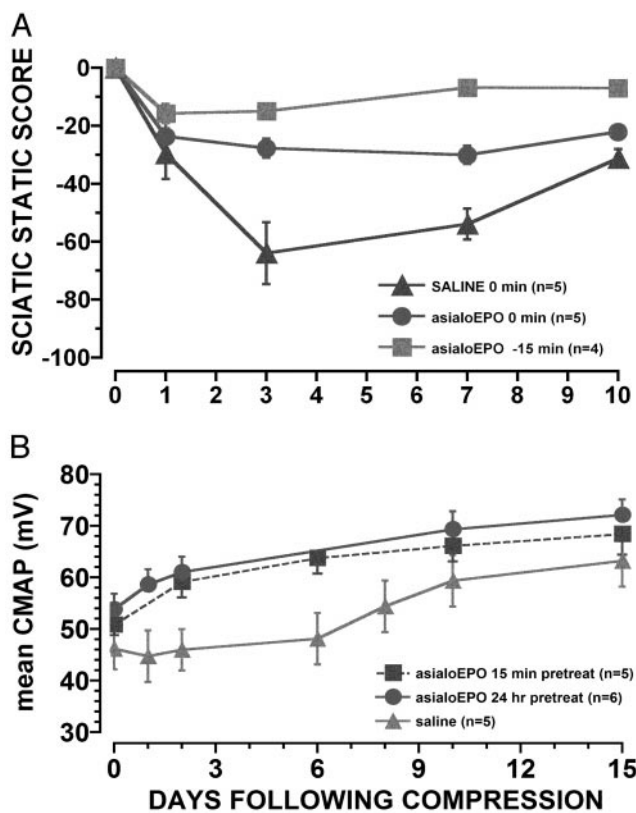 A
SCIATIC STATIC SCORE
0
-20
-40
-60
-80
-100
SALINE 0 min (n=5)
asialoEPO 0 min (n=5)
asialoEPO -15 min (n=4)
0 1 2 3 4 5 6 7 8 9 10
B
mean CMAP (mV)
80
70
60
50
40
30
asialoEPO 15 min pretreat (n=5)
asialoEPO 24 hr pretreat (n=6)
saline (n=5)
0 3 6 9 12 15
DAYS FOLLOWING COMPRESSION